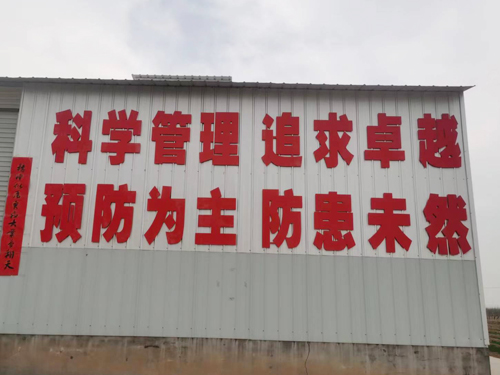 科学管理 追求卓越
预防为主 防患未然